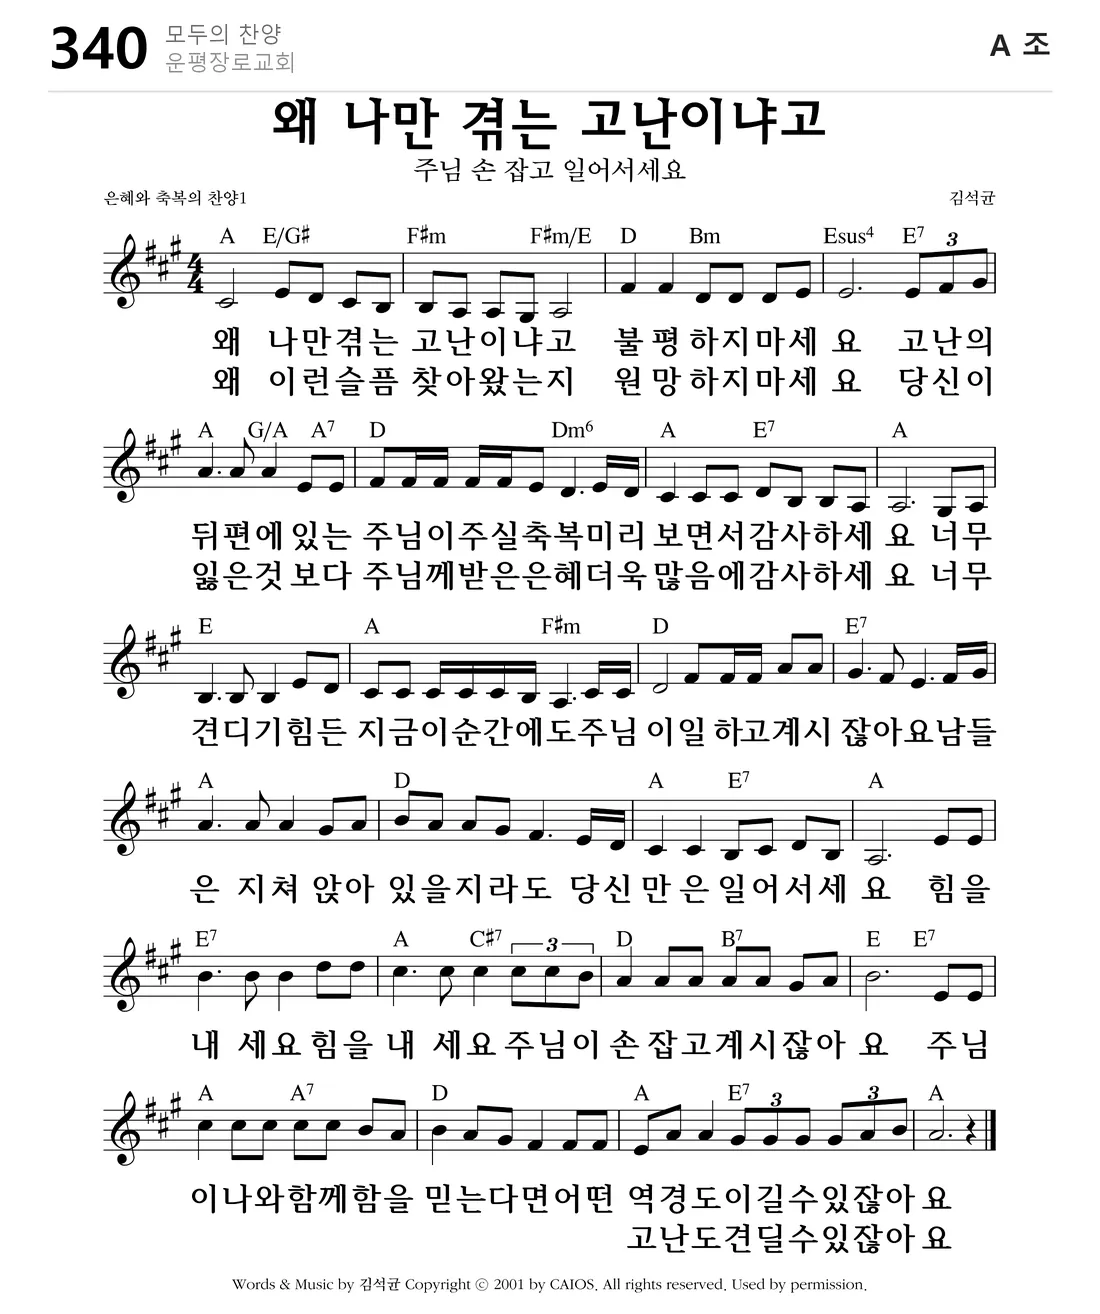 340 모두의 찬양
운평장로교회
A 조
왜 나만 겪는 고난이냐고
주님 손 잡고 일어서세요
은혜와 축복의 찬양1 김석균
A E/G♯ F♯m F♯m/E D Bm Esus4 E7 3
4/4
왜 나만겪는 고난이냐고 불평하지마세요 고난의
왜 이런슬픔 찾아왔는지 원망하지마세요 당신이
A G/A A7 D Dm6 A E7 A
뒤편에 있는 주님이주실축복미리 보면서감사하세요 너무
잃은것 보다 주님께받은은혜더욱 많음에감사하세요 너무
E A F♯m D E7
견디기힘든 지금이순간에도주님 이일하고계시 잖아요남들
A D A E7 A
은 지쳐 앉아 있을지라도 당신만은일어서세요 힘을
E7 A C♯7 3 D B7 E E7
내 세요힘을 내 세요주님이 손잡고계시잖아요 주님
A A7 D A E7 3 3 A
이나와함께함을 믿는다면어떤 역경도이길수있잖아요
고난도견딜수있잖아요
Words & Music by 김석균 Copyright ⓒ 2001 by CAIOS. All rights reserved. Used by permission.